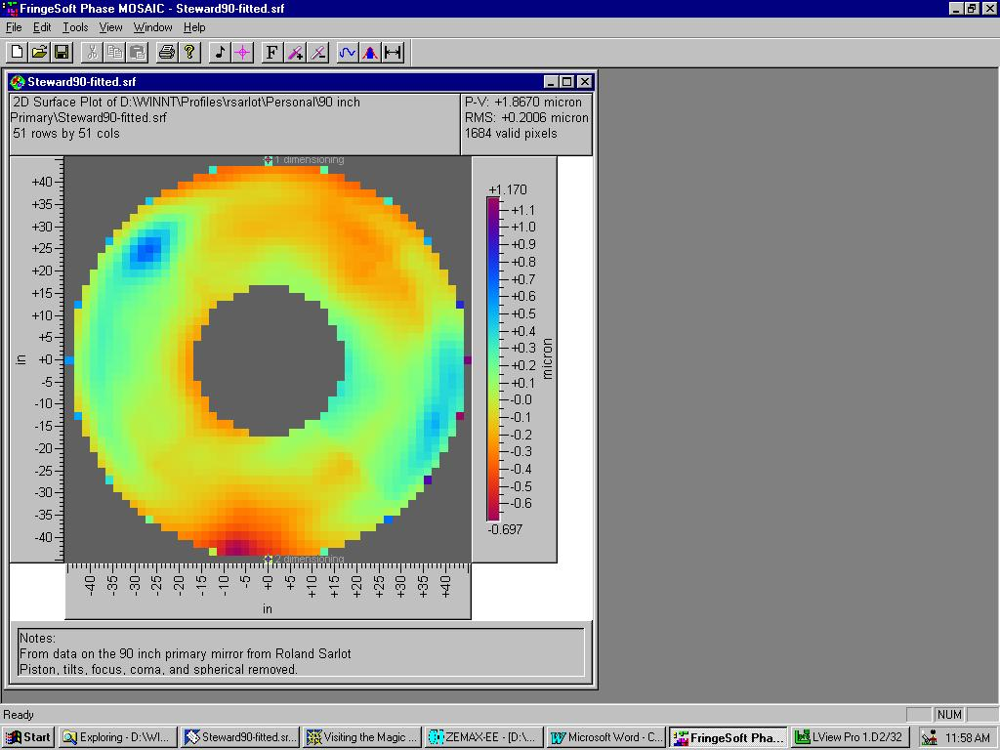 FringeSoft Phase MOSAIC - Steward90-fitted.srf
File Edit Tools View Window Help
F
Steward90-fitted.srf
2D Surface Plot of D:\WINNT\Profiles\rsarlot\Personal\90 inch
Primary\Steward90-fitted.srf
51 rows by 51 cols
P-V: +1.8670 micron
RMS: +0.2006 micron
1684 valid pixels
1 dimensioning
+40
+35
+30
+25
+20
+15
+10
+5
+0
-5
-10
-15
-20
-25
-30
-35
-40
in
2 dimensioning
+1.170
+1.1
+1.0
+0.9
+0.8
+0.7
+0.6
+0.5
+0.4
+0.3
+0.2
+0.1
-0.0
-0.1
-0.2
-0.3
-0.4
-0.5
-0.6
-0.697
micron
-40 -35 -30 -25 -20 -15 -10 -5 +0 +5 +10 +15 +20 +25 +30 +35 +40
in
Notes:
From data on the 90 inch primary mirror from Roland Sarlot
Piston, tilts, focus, coma, and spherical removed.
Ready NUM
Start Exploring - D:\WI... Steward90-fitted.sr... Visiting the Magic ... ZEMAX-EE - [D:\... Microsoft Word - C... FringeSoft Pha... LView Pro 1.D2/32 11:58 AM